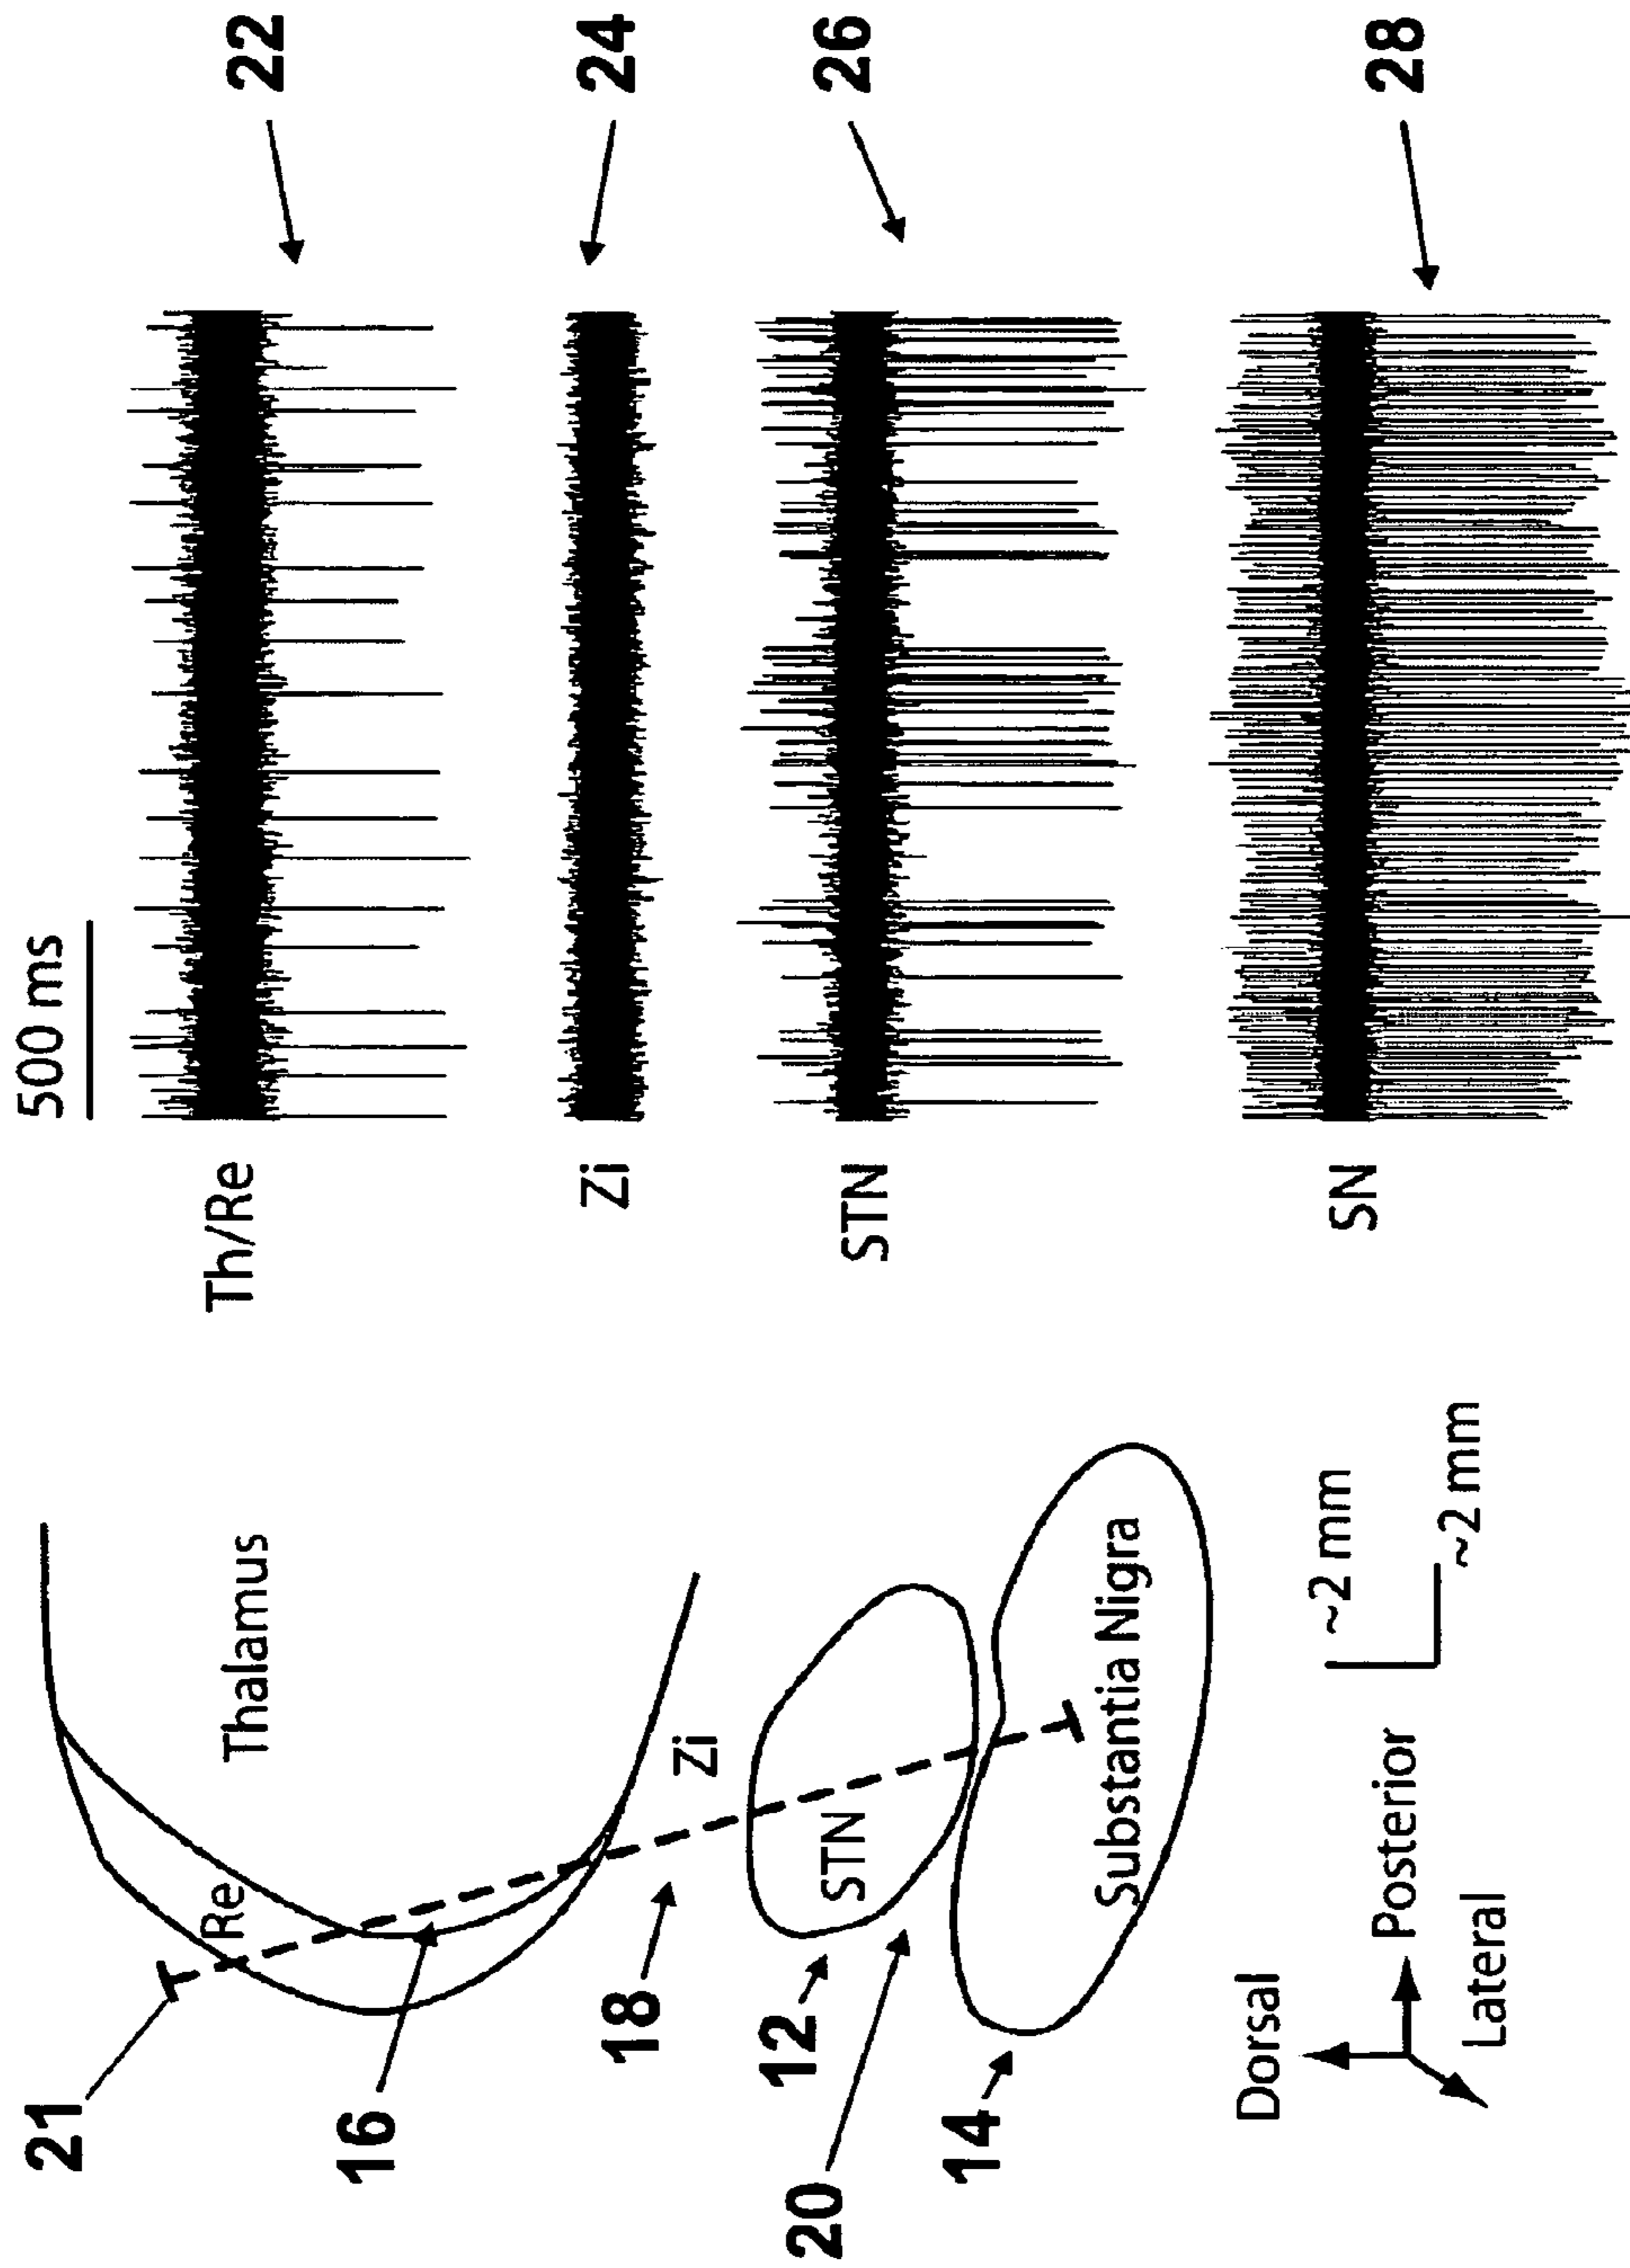 21
16
18
12
20
14
Re
Thalamus
Zi
STN
Substantia Nigra
Dorsal
Posterior
Lateral
~2 mm
~2 mm
500 ms
Th/Re
22
Zi
24
STN
26
SN
28